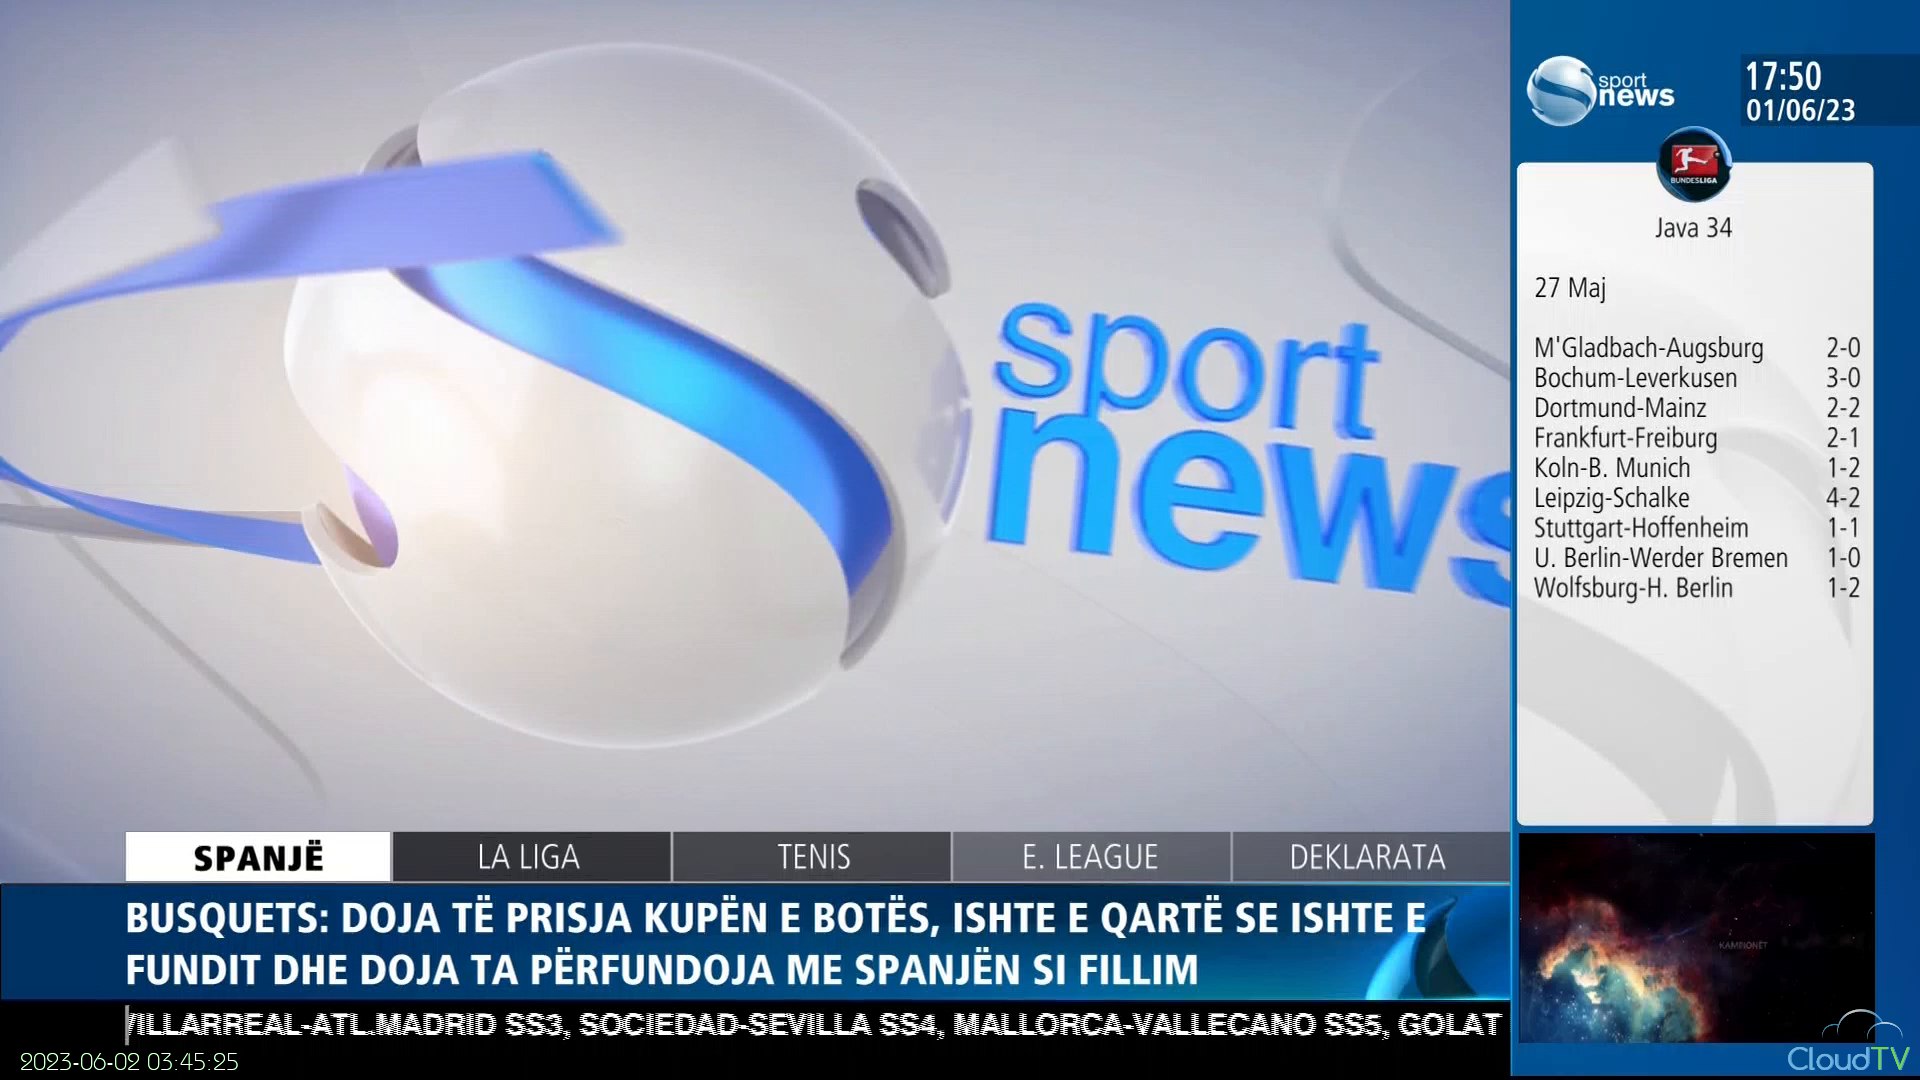 sport
news
sport
news
17:50
01/06/23
BUNDESLIGA
Java 34
27 Maj
M'Gladbach-Augsburg 2-0
Bochum-Leverkusen 3-0
Dortmund-Mainz 2-2
Frankfurt-Freiburg 2-1
Koln-B. Munich 1-2
Leipzig-Schalke 4-2
Stuttgart-Hoffenheim 1-1
U. Berlin-Werder Bremen 1-0
Wolfsburg-H. Berlin 1-2
SPANJË LA LIGA TENIS E. LEAGUE DEKLARATA
BUSQUETS: DOJA TË PRISJA KUPËN E BOTËS, ISHTE E QARTË SE ISHTE E
FUNDIT DHE DOJA TA PËRFUNDOJA ME SPANJËN SI FILLIM
VILLARREAL-ATL.MADRID SS3, SOCIEDAD-SEVILLA SS4, MALLORCA-VALLECANO SS5, GOLAT
KAMPIONËT
2023-06-02 03:45:25
CloudTV